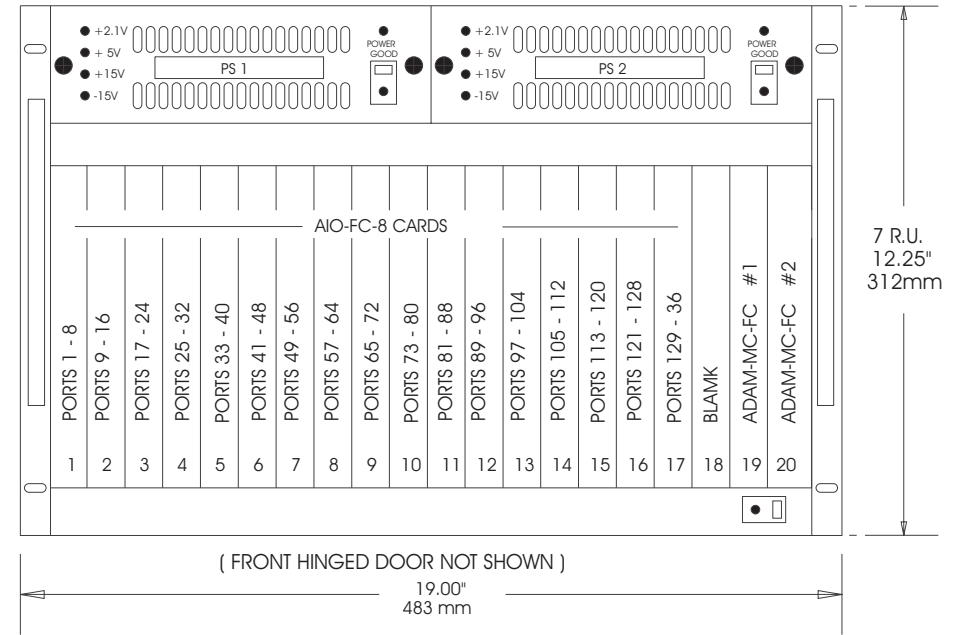 +2.1V
+ 5V
+15V
-15V
PS 1
POWER
GOOD
+2.1V
+ 5V
+15V
-15V
PS 2
POWER
GOOD
AIO-FC-8 CARDS
PORTS 1 - 8
PORTS 9 - 16
PORTS 17 - 24
PORTS 25 - 32
PORTS 33 - 40
PORTS 41 - 48
PORTS 49 - 56
PORTS 57 - 64
PORTS 65 - 72
PORTS 73 - 80
PORTS 81 - 88
PORTS 89 - 96
PORTS 97 - 104
PORTS 105 - 112
PORTS 113 - 120
PORTS 121 - 128
PORTS 129 - 36
BLAMK
ADAM-MC-FC #1
ADAM-MC-FC #2
1 2 3 4 5 6 7 8 9 10 11 12 13 14 15 16 17 18 19 20
7 R.U.
12.25"
312mm
( FRONT HINGED DOOR NOT SHOWN )
19.00"
483 mm